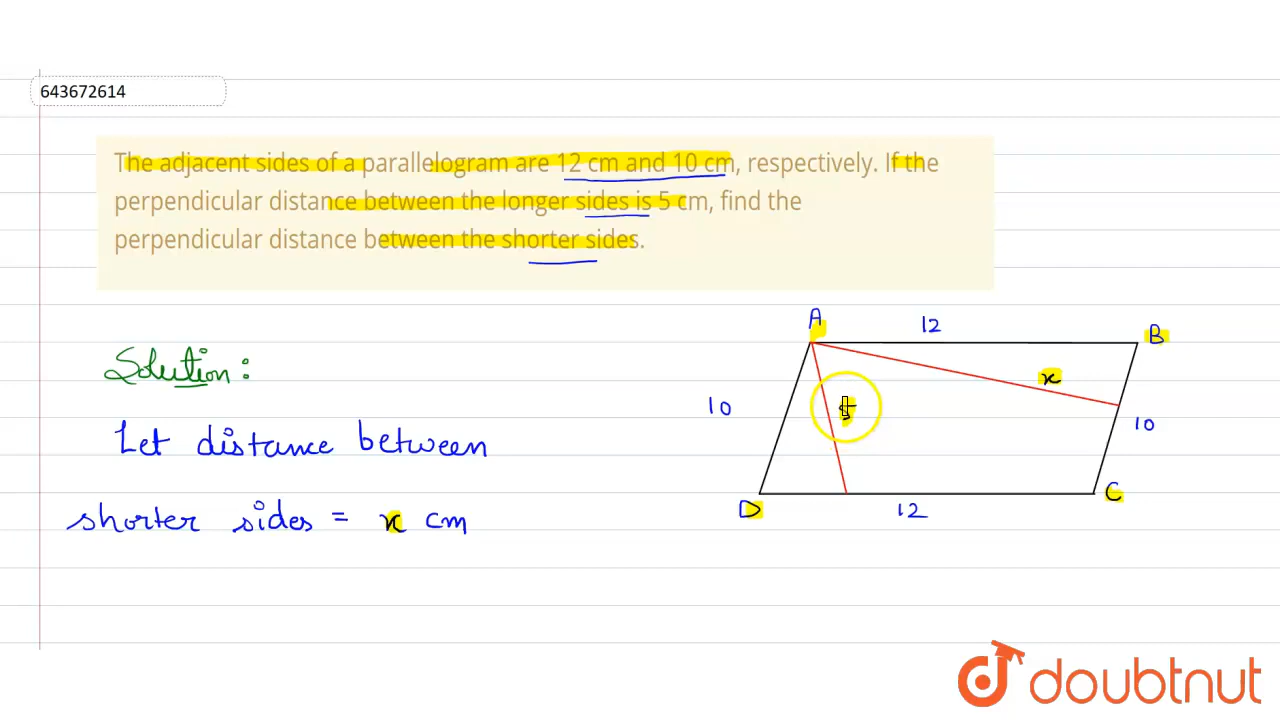 643672614
The adjacent sides of a parallelogram are 12 cm and 10 cm, respectively. If the
perpendicular distance between the longer sides is 5 cm, find the
perpendicular distance between the shorter sides.
A
12
B
Solution:
x
10
5
10
Let distance between
D
12
C
shorter sides = x cm
doubtnut